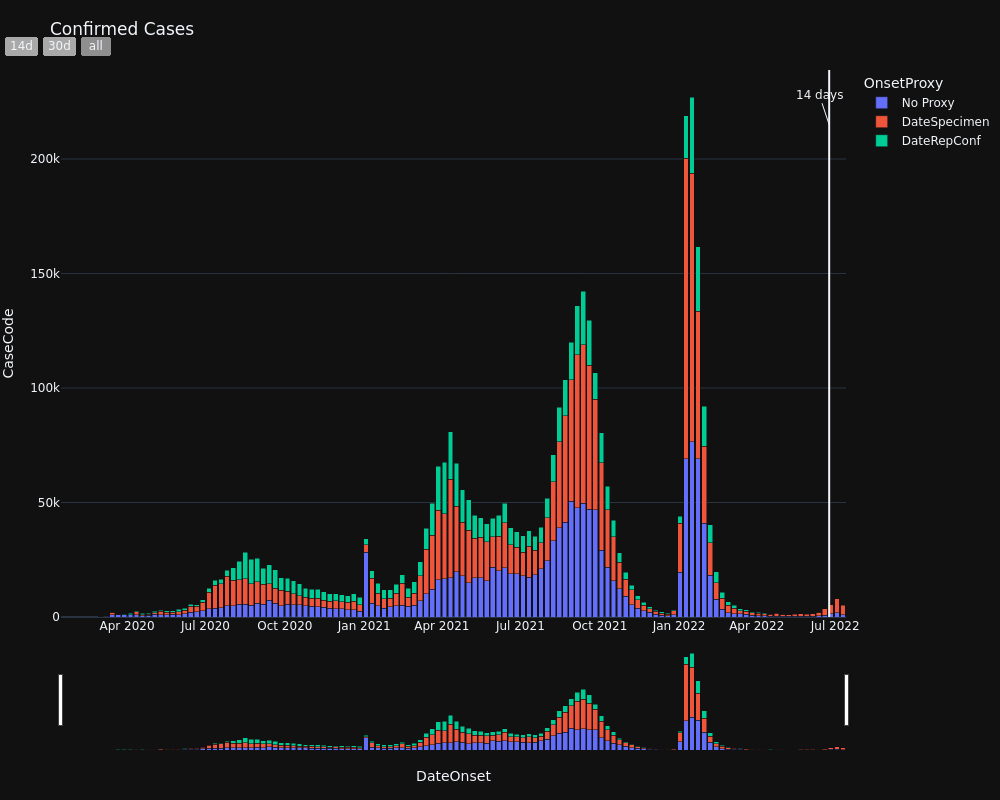 Confirmed Cases
14d 30d all
14 days
OnsetProxy
No Proxy
DateSpecimen
DateRepConf
CaseCode
200k
150k
100k
50k
0
Apr 2020 Jul 2020 Oct 2020 Jan 2021 Apr 2021 Jul 2021 Oct 2021 Jan 2022 Apr 2022 Jul 2022
DateOnset